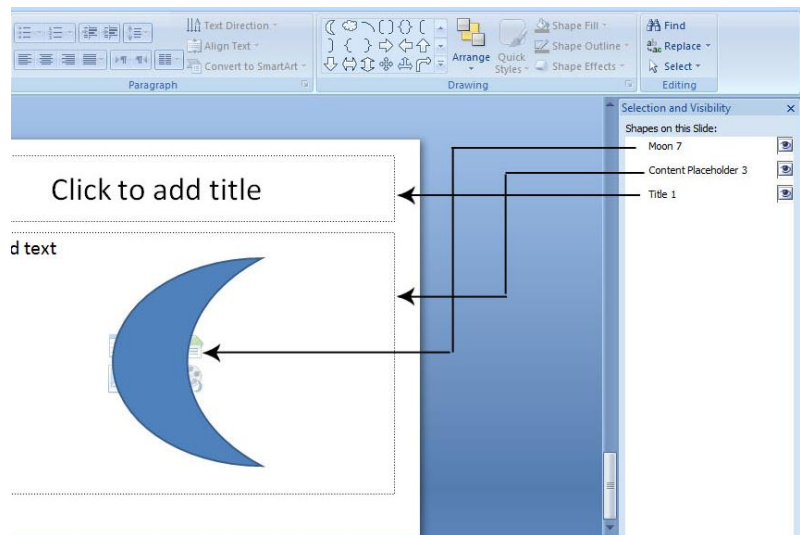 Text Direction
Align Text
Convert to SmartArt
Paragraph
Arrange
Quick
Styles
Shape Fill
Shape Outline
Shape Effects
Drawing
Find
Replace
Select
Editing
Selection and Visibility
Shapes on this Slide:
Moon 7
Content Placeholder 3
Title 1
Click to add title
d text